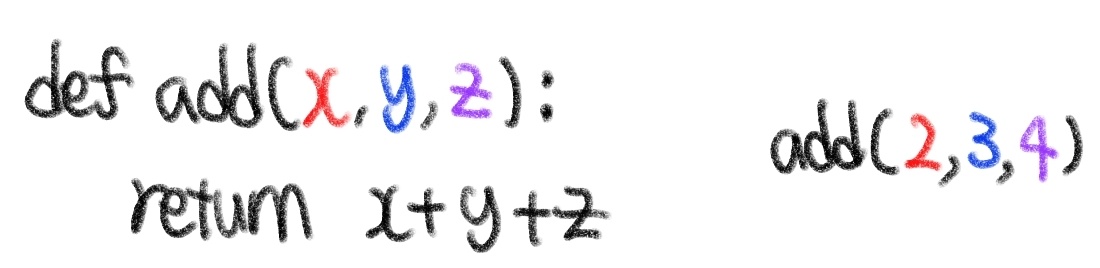 def add(x,y,z):
return x+y+z
add(2,3,4)